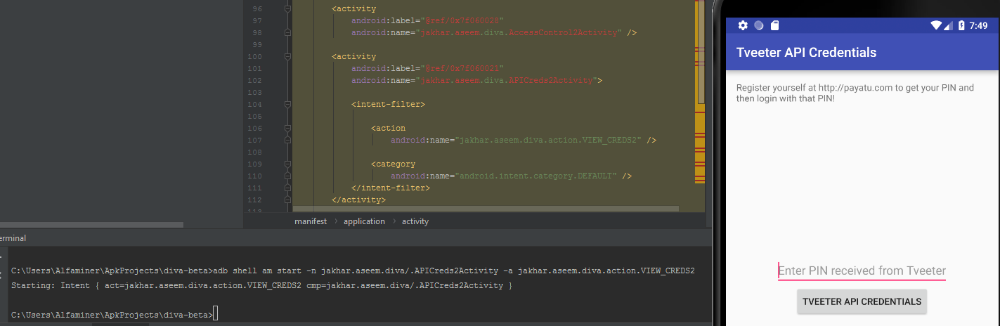 96 <activity
97 android:label="@ref/0x7f060028"
98 android:name="jakhar.aseem.diva.AccessControl2Activity" />
99
100 <activity
101 android:label="@ref/0x7f060021"
102 android:name="jakhar.aseem.diva.APICreds2Activity">
103
104 <intent-filter>
105
106 <action
107 android:name="jakhar.aseem.diva.action.VIEW_CREDS2" />
108
109 <category
110 android:name="android.intent.category.DEFAULT" />
111 </intent-filter>
112 </activity>
113
manifest › application › activity
erminal
C:\Users\Alfaminer\ApkProjects\diva-beta>adb shell am start -n jakhar.aseem.diva/.APICreds2Activity -a jakhar.aseem.diva.action.VIEW_CREDS2
Starting: Intent { act=jakhar.aseem.diva.action.VIEW_CREDS2 cmp=jakhar.aseem.diva/.APICreds2Activity }
C:\Users\Alfaminer\ApkProjects\diva-beta>
7:49
Tveeter API Credentials
Register yourself at http://payatu.com to get your PIN and
then login with that PIN!
Enter PIN received from Tveeter
TVEETER API CREDENTIALS